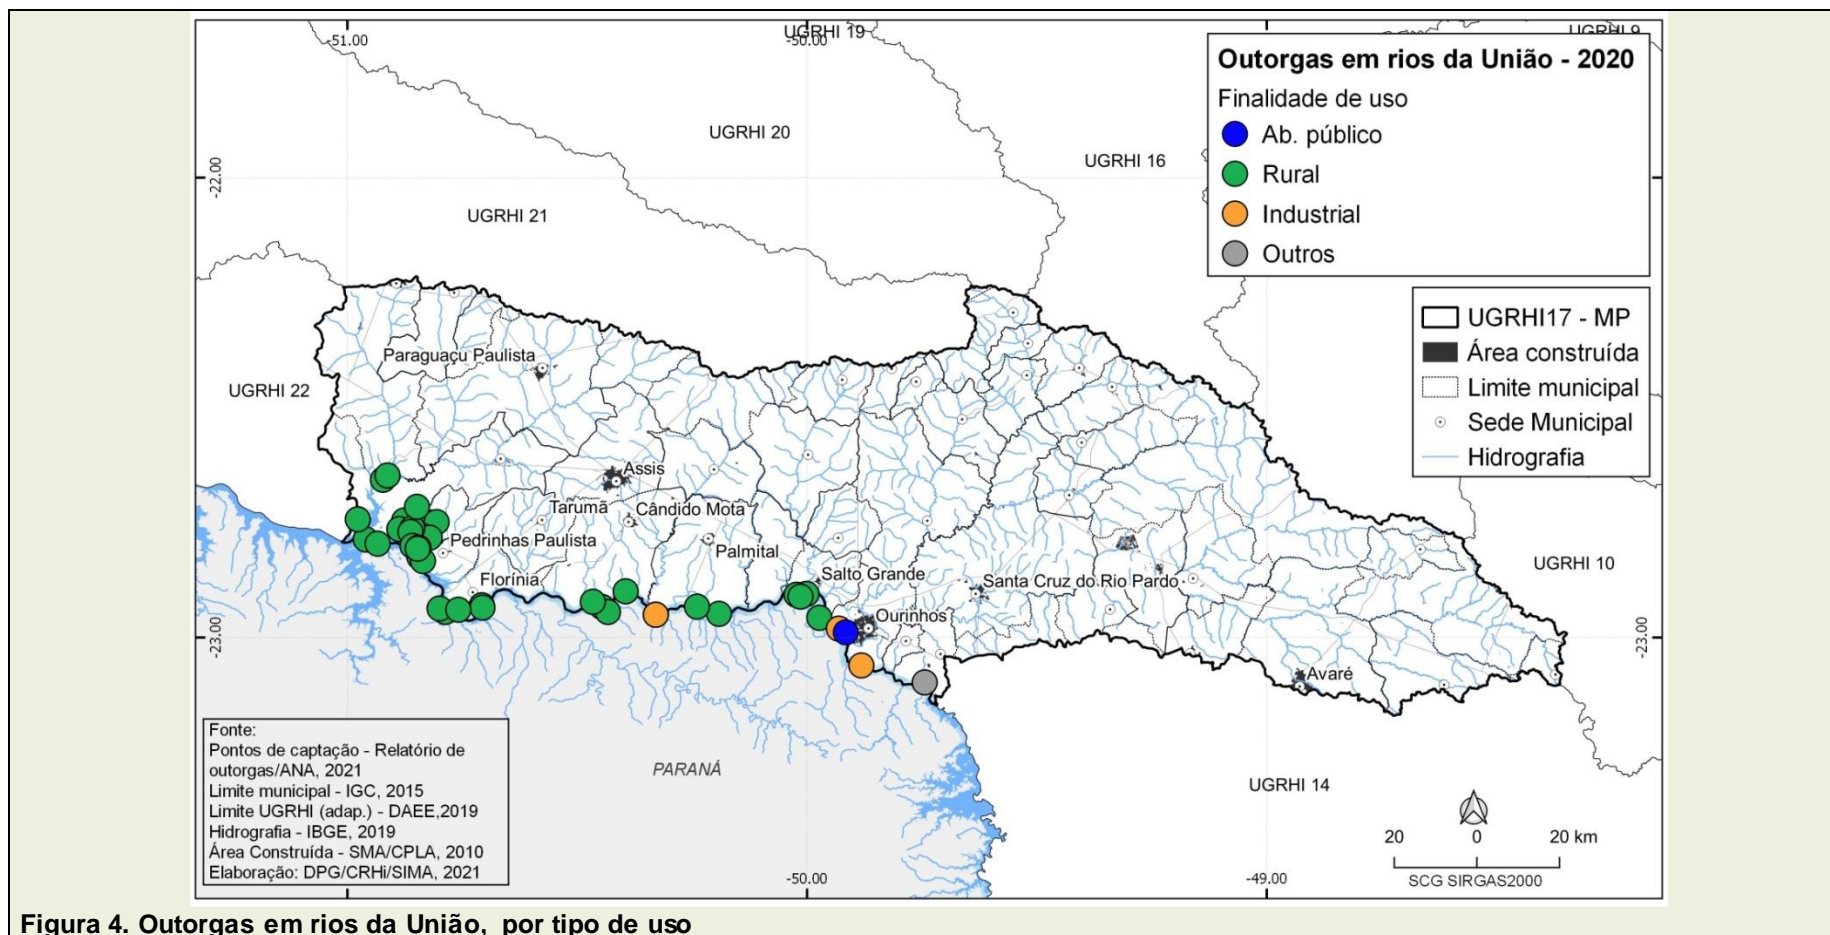 UGRHI 19
UGRHI 9
-51.00
-50.00
Outorgas em rios da União - 2020
Finalidade de uso
Ab. público
Rural
Industrial
Outros
UGRHI 20
UGRHI 16
-22.00
UGRHI 21
UGRHI17 - MP
Área construída
Limite municipal
Sede Municipal
Hidrografia
Paraguaçu Paulista
UGRHI 22
Assis
Tarumã
Cândido Mota
Pedrinhas Paulista
Palmital
UGRHI 10
Florínia
Salto Grande
Santa Cruz do Rio Pardo
Ourinhos
-23.00
-23.00
Avaré
Fonte:
Pontos de captação - Relatório de
outorgas/ANA, 2021
Limite municipal - IGC, 2015
Limite UGRHI (adap.) - DAEE,2019
Hidrografia - IBGE, 2019
Área Construída - SMA/CPLA, 2010
Elaboração: DPG/CRHi/SIMA, 2021
PARANÁ
UGRHI 14
20 0 20 km
SCG SIRGAS2000
-50.00
-49.00
Figura 4. Outorgas em rios da União, por tipo de uso